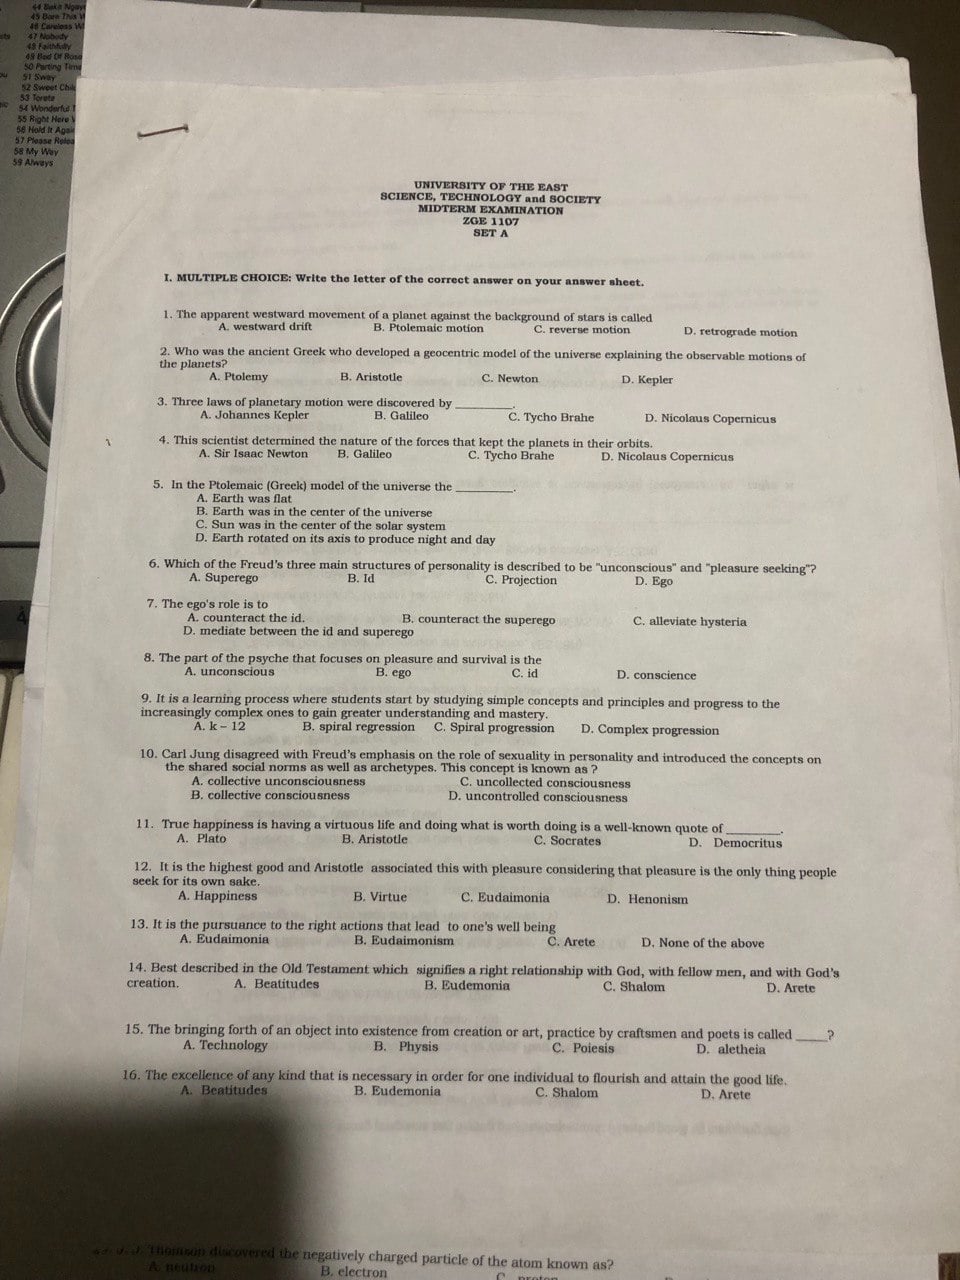 44 Bakit Ngayon
45 Born This W
46 Careless Wh
47 Nobody
48 Faithfully
49 Bed Of Rose
50 Parting Time
51 Sway
52 Sweet Child
53 Torete
54 Wonderful T
55 Right Here W
56 Hold It Again
57 Please Relea
58 My Way
59 Always
UNIVERSITY OF THE EAST
SCIENCE, TECHNOLOGY and SOCIETY
MIDTERM EXAMINATION
ZGE 1107
SET A
I. MULTIPLE CHOICE: Write the letter of the correct answer on your answer sheet.
1. The apparent westward movement of a planet against the background of stars is called
A. westward drift B. Ptolemaic motion C. reverse motion D. retrograde motion
2. Who was the ancient Greek who developed a geocentric model of the universe explaining the observable motions of
the planets?
A. Ptolemy B. Aristotle C. Newton D. Kepler
3. Three laws of planetary motion were discovered by ________.
A. Johannes Kepler B. Galileo C. Tycho Brahe D. Nicolaus Copernicus
4. This scientist determined the nature of the forces that kept the planets in their orbits.
A. Sir Isaac Newton B. Galileo C. Tycho Brahe D. Nicolaus Copernicus
5. In the Ptolemaic (Greek) model of the universe the ________.
A. Earth was flat
B. Earth was in the center of the universe
C. Sun was in the center of the solar system
D. Earth rotated on its axis to produce night and day
6. Which of the Freud's three main structures of personality is described to be "unconscious" and "pleasure seeking"?
A. Superego B. Id C. Projection D. Ego
7. The ego's role is to
A. counteract the id. B. counteract the superego C. alleviate hysteria
D. mediate between the id and superego
8. The part of the psyche that focuses on pleasure and survival is the
A. unconscious B. ego C. id D. conscience
9. It is a learning process where students start by studying simple concepts and principles and progress to the
increasingly complex ones to gain greater understanding and mastery.
A. k – 12 B. spiral regression C. Spiral progression D. Complex progression
10. Carl Jung disagreed with Freud's emphasis on the role of sexuality in personality and introduced the concepts on
the shared social norms as well as archetypes. This concept is known as ?
A. collective unconsciousness C. uncollected consciousness
B. collective consciousness D. uncontrolled consciousness
11. True happiness is having a virtuous life and doing what is worth doing is a well-known quote of ________.
A. Plato B. Aristotle C. Socrates D. Democritus
12. It is the highest good and Aristotle associated this with pleasure considering that pleasure is the only thing people
seek for its own sake.
A. Happiness B. Virtue C. Eudaimonia D. Henonism
13. It is the pursuance to the right actions that lead to one's well being
A. Eudaimonia B. Eudaimonism C. Arete D. None of the above
14. Best described in the Old Testament which signifies a right relationship with God, with fellow men, and with God's
creation. A. Beatitudes B. Eudemonia C. Shalom D. Arete
15. The bringing forth of an object into existence from creation or art, practice by craftsmen and poets is called ____?
A. Technology B. Physis C. Poiesis D. aletheia
16. The excellence of any kind that is necessary in order for one individual to flourish and attain the good life.
A. Beatitudes B. Eudemonia C. Shalom D. Arete
J. J. Thomson discovered the negatively charged particle of the atom known as?
A. neutron B. electron C. proton